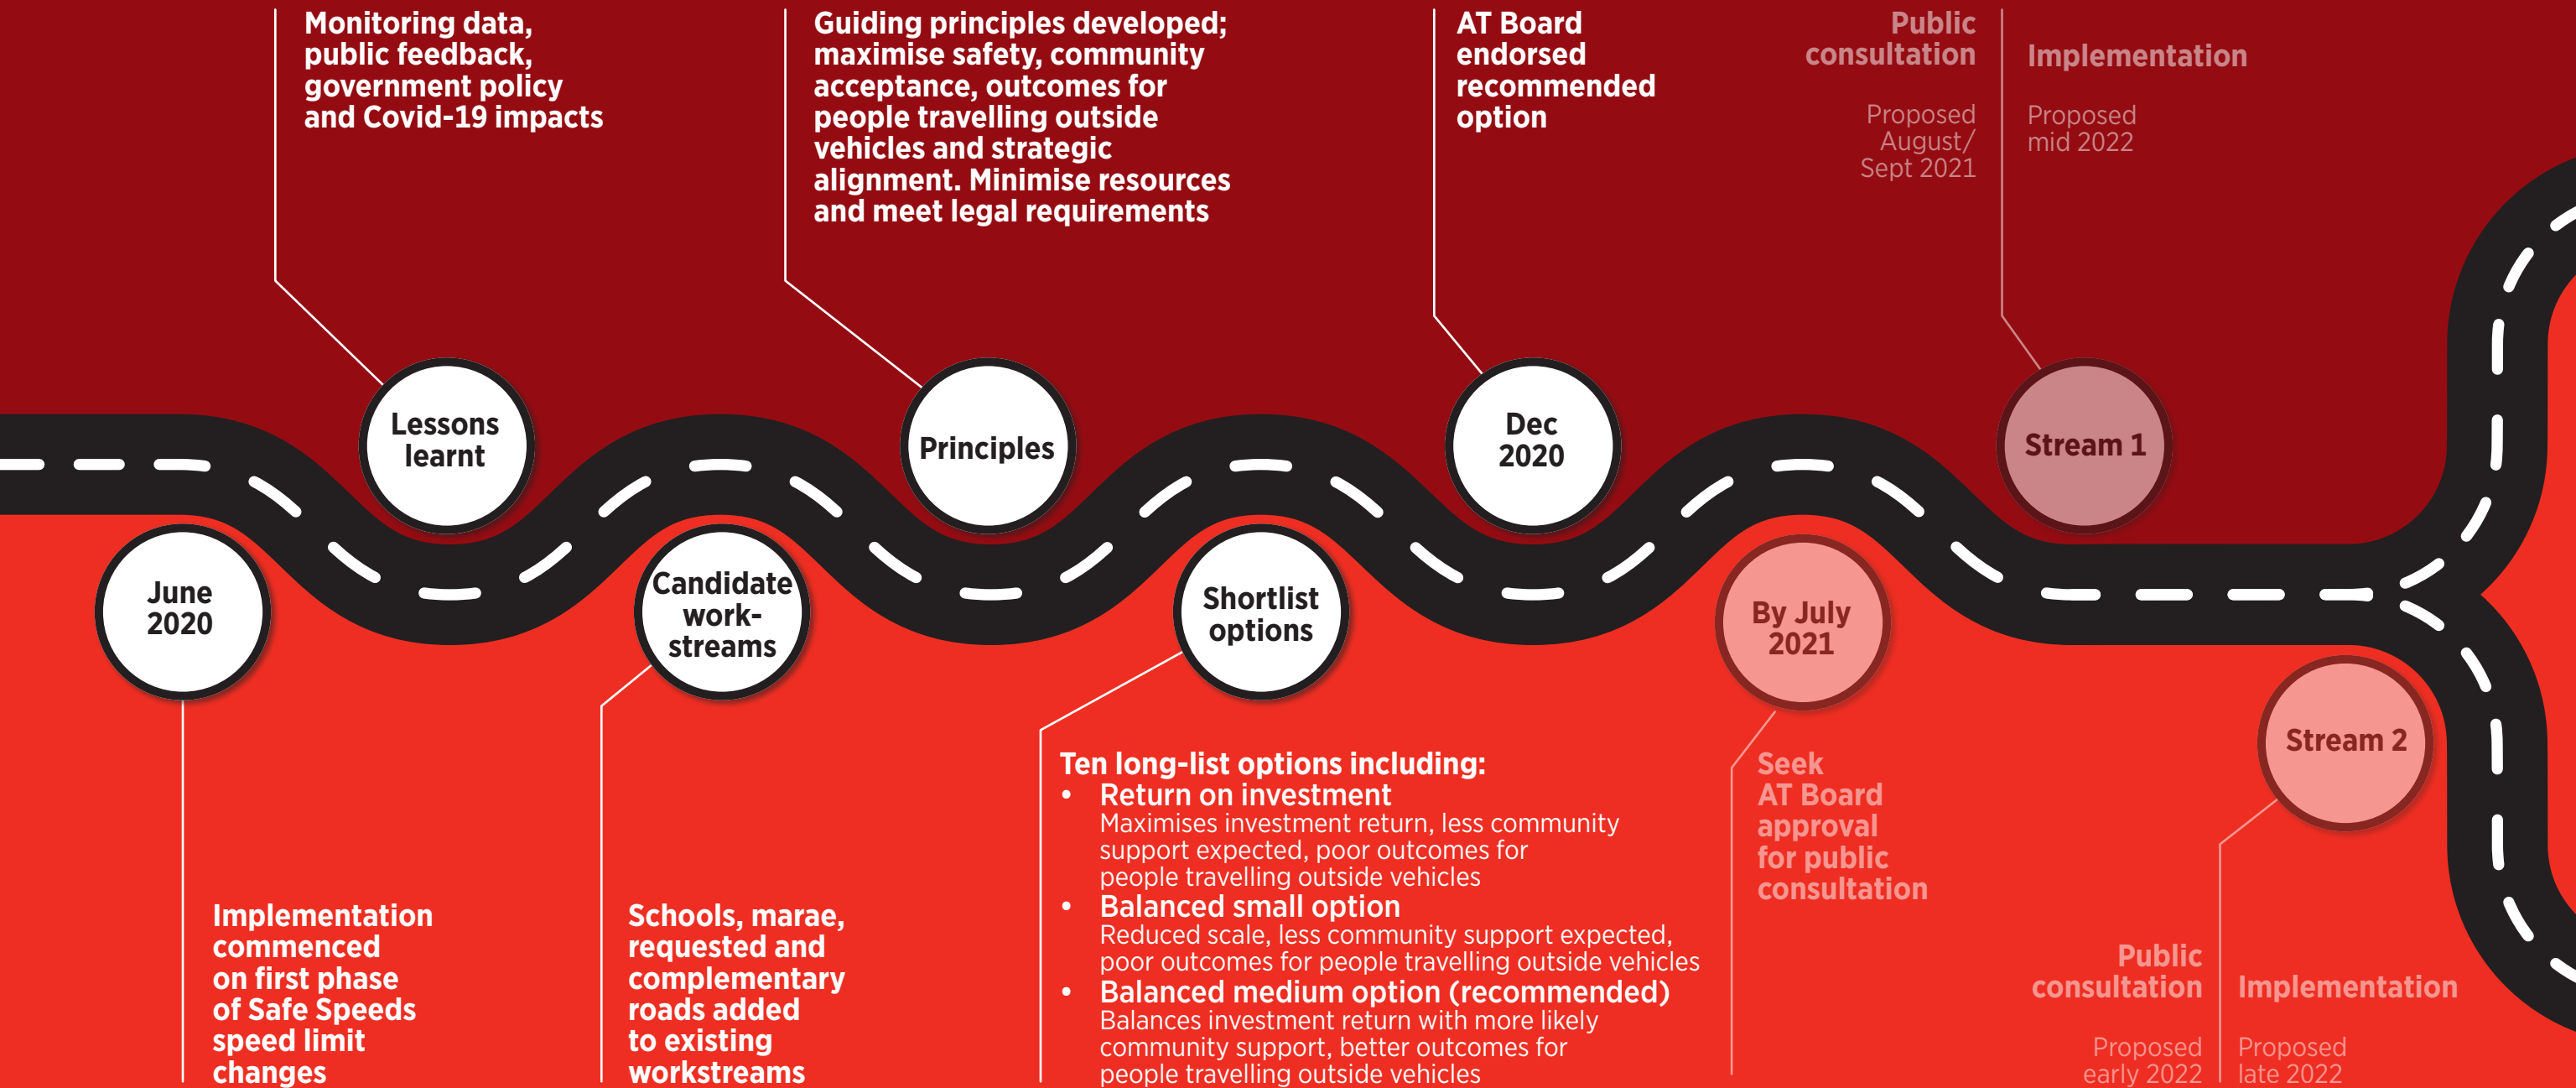 Monitoring data,
public feedback,
government policy
and Covid-19 impacts
Guiding principles developed;
maximise safety, community
acceptance, outcomes for
people travelling outside
vehicles and strategic
alignment. Minimise resources
and meet legal requirements
AT Board
endorsed
recommended
option
Public
consultation
Proposed
August/
Sept 2021
Implementation
Proposed
mid 2022
Lessons
learnt
Principles
Dec
2020
Stream 1
June
2020
Candidate
work-
streams
Shortlist
options
By July
2021
Stream 2
Implementation
commenced
on first phase
of Safe Speeds
speed limit
changes
Schools, marae,
requested and
complementary
roads added
to existing
workstreams
Ten long-list options including:
• Return on investment
Maximises investment return, less community
support expected, poor outcomes for
people travelling outside vehicles
• Balanced small option
Reduced scale, less community support expected,
poor outcomes for people travelling outside vehicles
• Balanced medium option (recommended)
Balances investment return with more likely
community support, better outcomes for
people travelling outside vehicles
Seek
AT Board
approval
for public
consultation
Public
consultation
Proposed
early 2022
Implementation
Proposed
late 2022